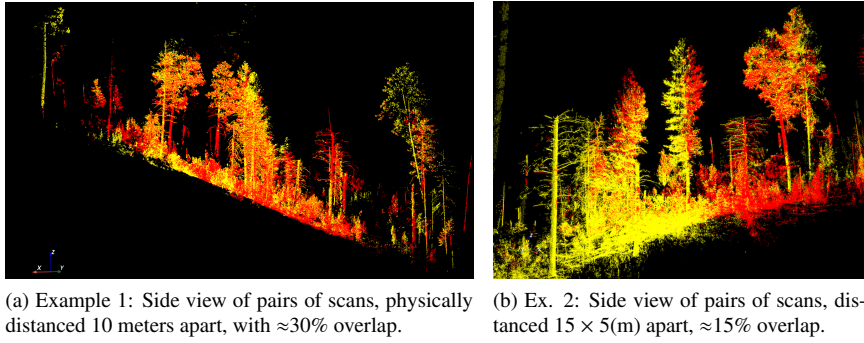 z
x
Y
(a) Example 1: Side view of pairs of scans, physically
distanced 10 meters apart, with ≈30% overlap.
(b) Ex. 2: Side view of pairs of scans, dis-
tanced 15 × 5(m) apart, ≈15% overlap.